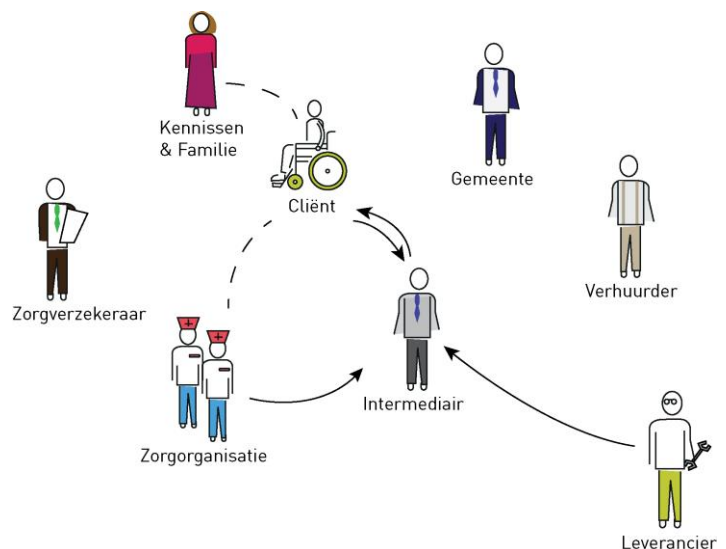 Kennissen
& Familie
Cliënt
Gemeente
Verhuurder
Zorgverzekeraar
Intermediair
Zorgorganisatie
Leverancier